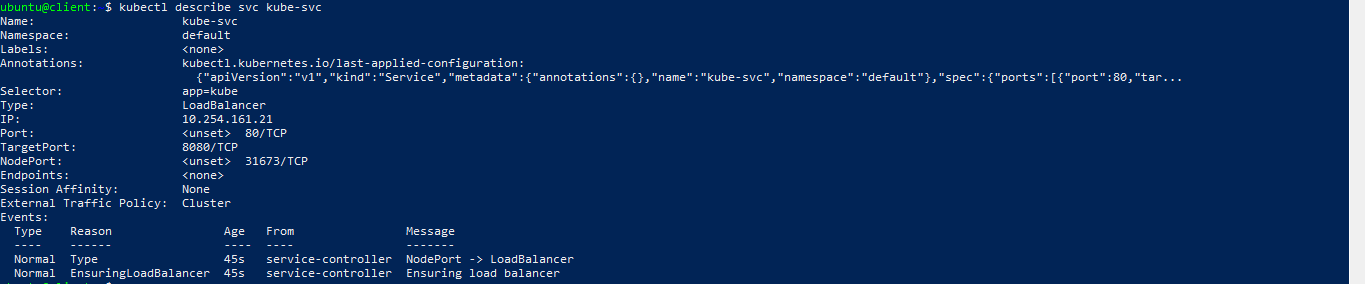 ubuntu@client: $ kubectl describe svc kube-svc
Name:                     kube-svc
Namespace:                default
Labels:                   <none>
Annotations:              kubectl.kubernetes.io/last-applied-configuration:
                            {"apiVersion":"v1","kind":"Service","metadata":{"annotations":{},"name":"kube-svc","namespace":"default"},"spec":{"ports":[{"port":80,"tar...
Selector:                 app=kube
Type:                     LoadBalancer
IP:                       10.254.161.21
Port:                     <unset>  80/TCP
TargetPort:               8080/TCP
NodePort:                 <unset>  31673/TCP
Endpoints:                <none>
Session Affinity:         None
External Traffic Policy:  Cluster
Events:
  Type    Reason                Age   From                Message
  ----    ------                ----  ----                -------
  Normal  Type                  45s   service-controller  NodePort -> LoadBalancer
  Normal  EnsuringLoadBalancer  45s   service-controller  Ensuring load balancer